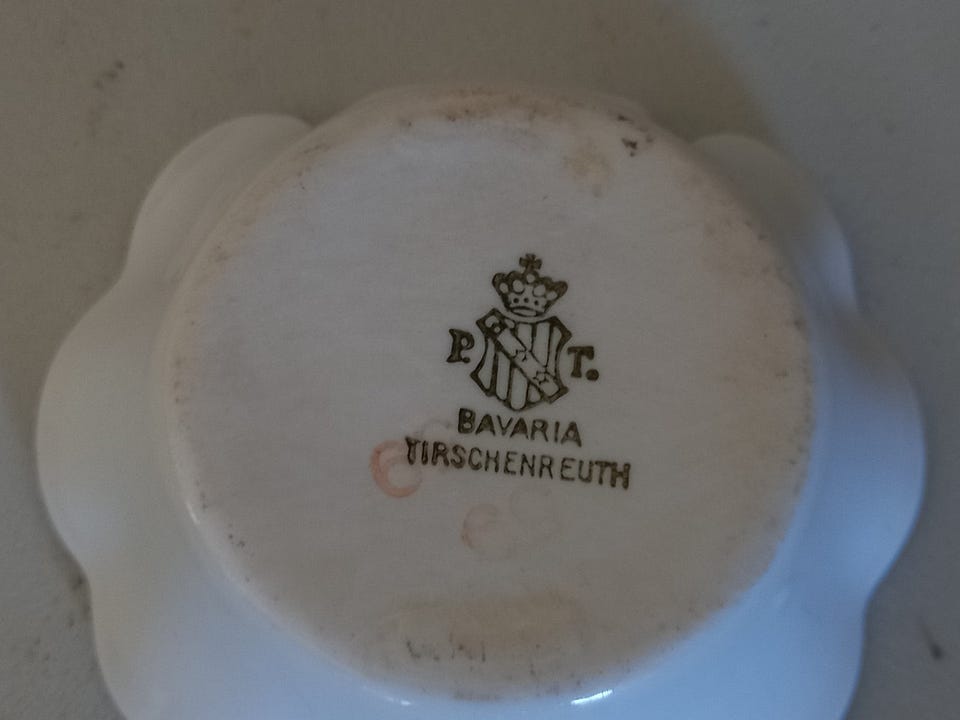 P. T.
BAVARIA
TIRSCHENREUTH